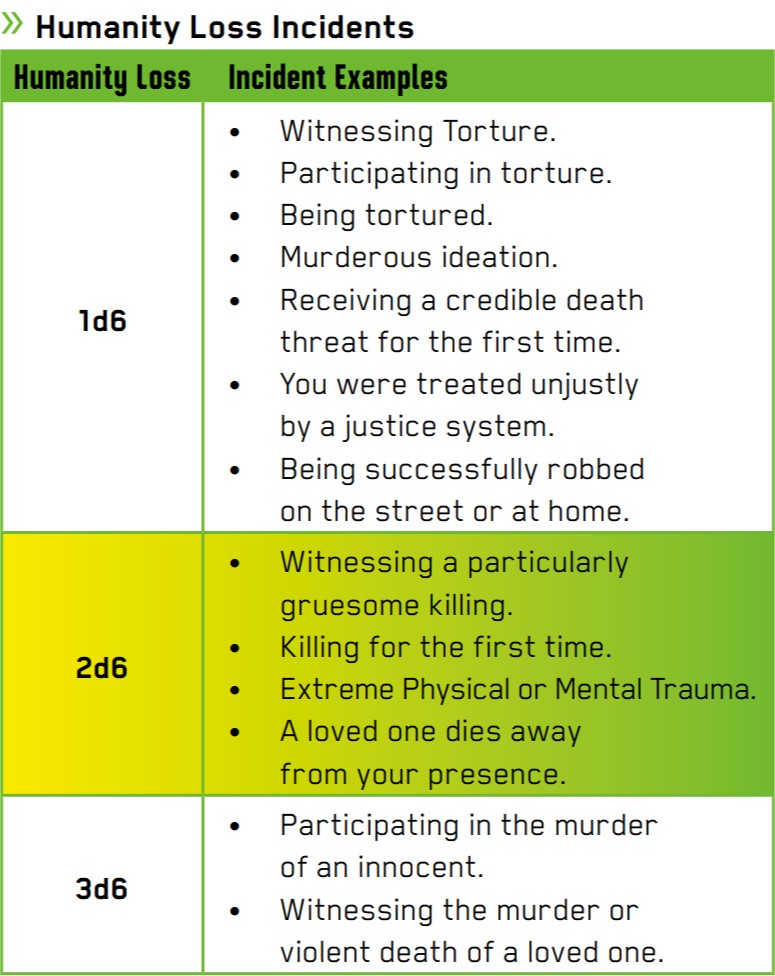 » Humanity Loss Incidents
Humanity Loss Incident Examples
1d6
• Witnessing Torture.
• Participating in torture.
• Being tortured.
• Murderous ideation.
• Receiving a credible death
threat for the first time.
• You were treated unjustly
by a justice system.
• Being successfully robbed
on the street or at home.
2d6
• Witnessing a particularly
gruesome killing.
• Killing for the first time.
• Extreme Physical or Mental Trauma.
• A loved one dies away
from your presence.
3d6
• Participating in the murder
of an innocent.
• Witnessing the murder or
violent death of a loved one.